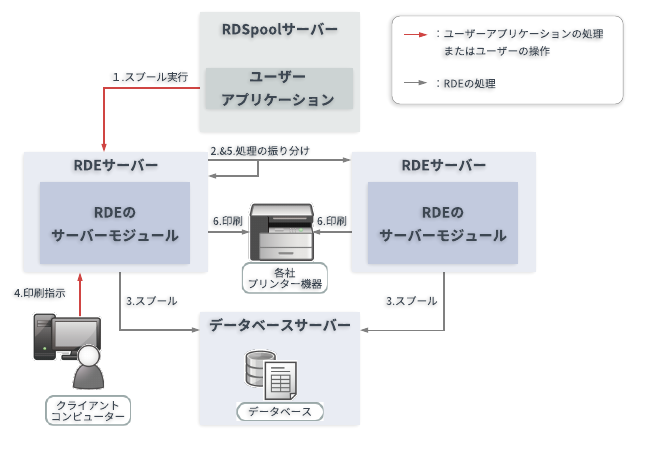 RDSpoolサーバー
ユーザー
アプリケーション
：ユーザーアプリケーションの処理
またはユーザーの操作
：RDEの処理
1.スプール実行
2.&5.処理の振り分け
RDEサーバー
RDEの
サーバーモジュール
RDEサーバー
RDEの
サーバーモジュール
6.印刷
6.印刷
各社
プリンター機器
4.印刷指示
3.スプール
3.スプール
データベースサーバー
データベース
クライアント
コンピューター